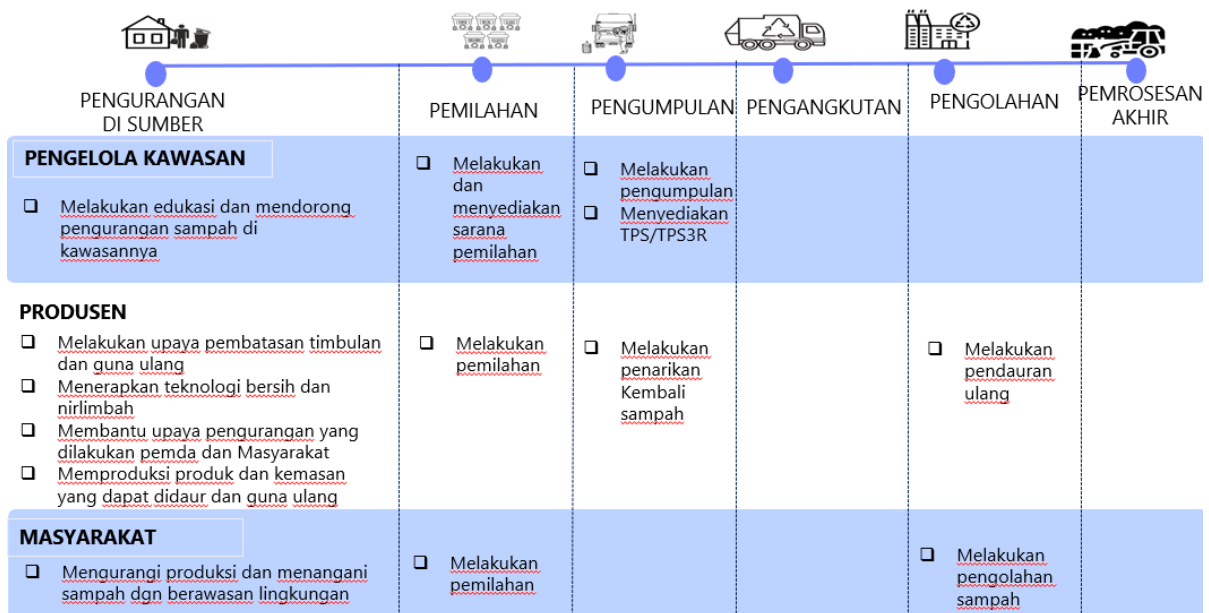 PENGURANGAN
DI SUMBER
PEMILAHAN
PENGUMPULAN
PENGANGKUTAN
PENGOLAHAN
PEMROSESAN
AKHIR
PENGELOLA KAWASAN
Melakukan edukasi dan mendorong
pengurangan sampah di
kawasannya
Melakukan
dan
menyediakan
sarana
pemilahan
Melakukan
pengumpulan
Menyediakan
TPS/TPS3R
PRODUSEN
Melakukan upaya pembatasan timbulan
dan guna ulang
Menerapkan teknologi bersih dan
nirlimbah
Membantu upaya pengurangan yang
dilakukan pemda dan Masyarakat
Memproduksi produk dan kemasan
yang dapat didaur dan guna ulang
Melakukan
pemilahan
Melakukan
penarikan
Kembali
sampah
Melakukan
pendauran
ulang
MASYARAKAT
Mengurangi produksi dan menangani
sampah dgn berawasan lingkungan
Melakukan
pemilahan
Melakukan
pengolahan
sampah